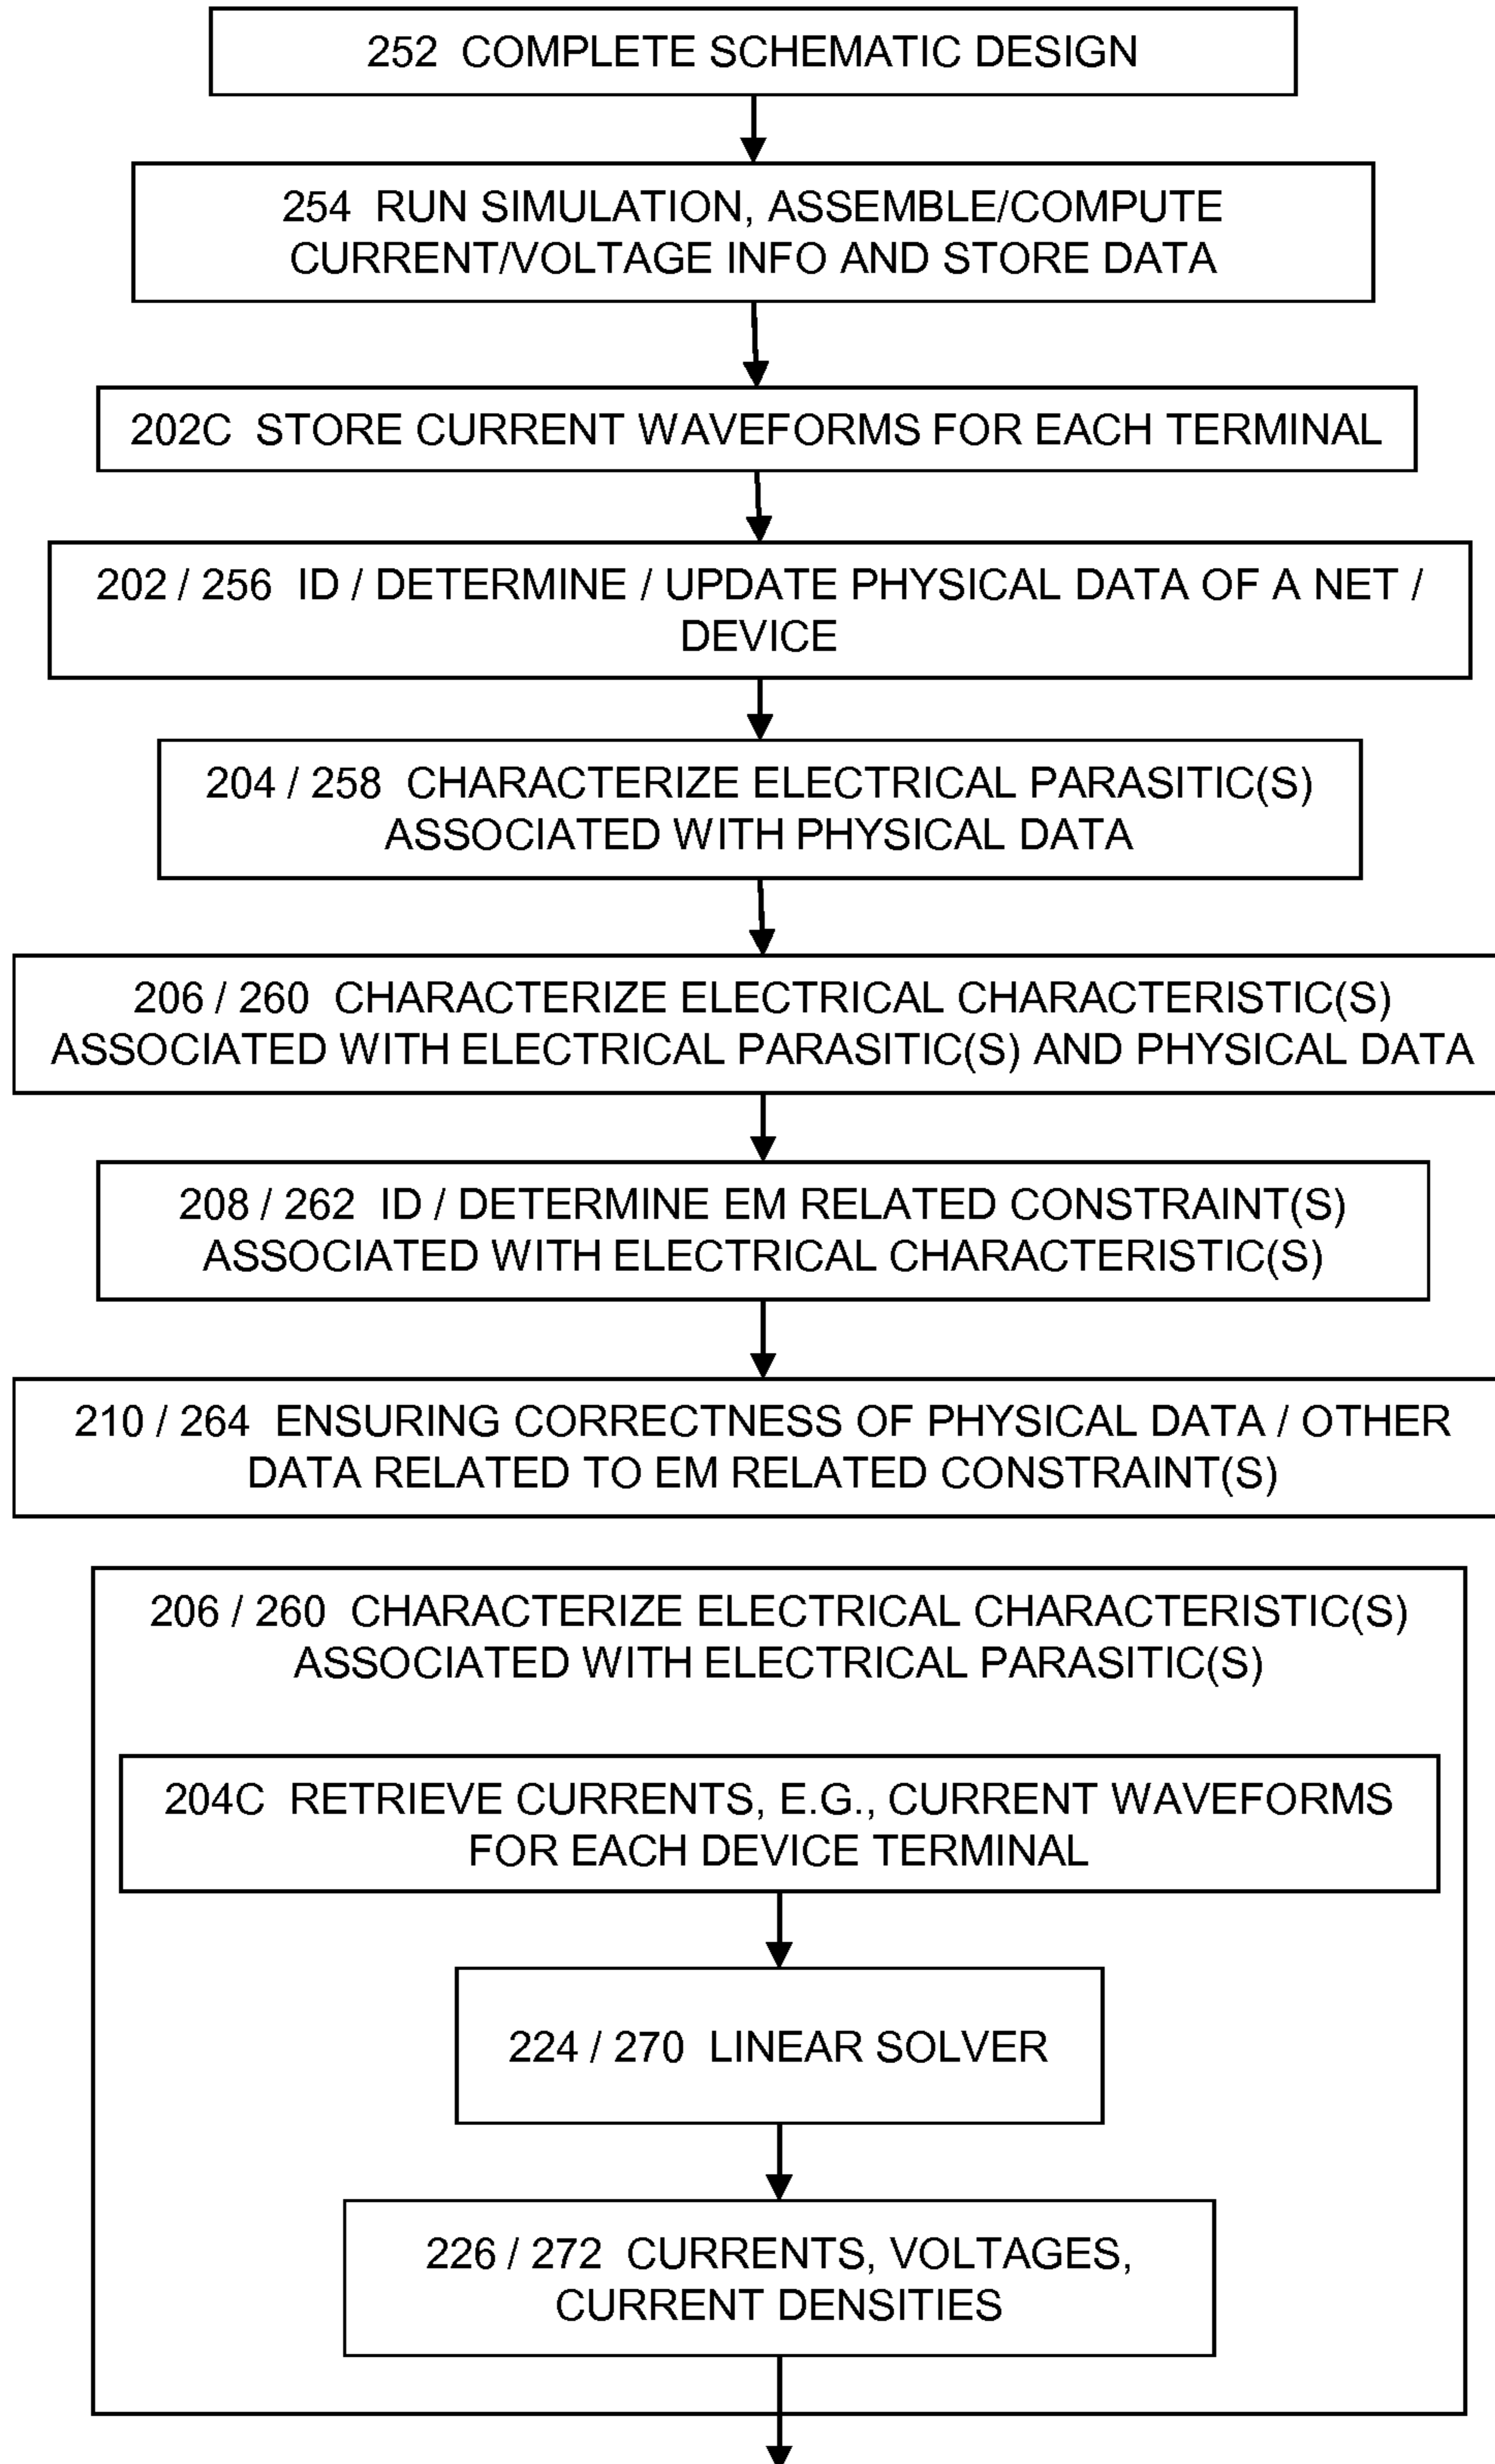 252 COMPLETE SCHEMATIC DESIGN
254 RUN SIMULATION, ASSEMBLE/COMPUTE
CURRENT/VOLTAGE INFO AND STORE DATA
202C STORE CURRENT WAVEFORMS FOR EACH TERMINAL
202 / 256 ID / DETERMINE / UPDATE PHYSICAL DATA OF A NET /
DEVICE
204 / 258 CHARACTERIZE ELECTRICAL PARASITIC(S)
ASSOCIATED WITH PHYSICAL DATA
206 / 260 CHARACTERIZE ELECTRICAL CHARACTERISTIC(S)
ASSOCIATED WITH ELECTRICAL PARASITIC(S) AND PHYSICAL DATA
208 / 262 ID / DETERMINE EM RELATED CONSTRAINT(S)
ASSOCIATED WITH ELECTRICAL CHARACTERISTIC(S)
210 / 264 ENSURING CORRECTNESS OF PHYSICAL DATA / OTHER
DATA RELATED TO EM RELATED CONSTRAINT(S)
206 / 260 CHARACTERIZE ELECTRICAL CHARACTERISTIC(S)
ASSOCIATED WITH ELECTRICAL PARASITIC(S)
204C RETRIEVE CURRENTS, E.G., CURRENT WAVEFORMS
FOR EACH DEVICE TERMINAL
224 / 270 LINEAR SOLVER
226 / 272 CURRENTS, VOLTAGES,
CURRENT DENSITIES